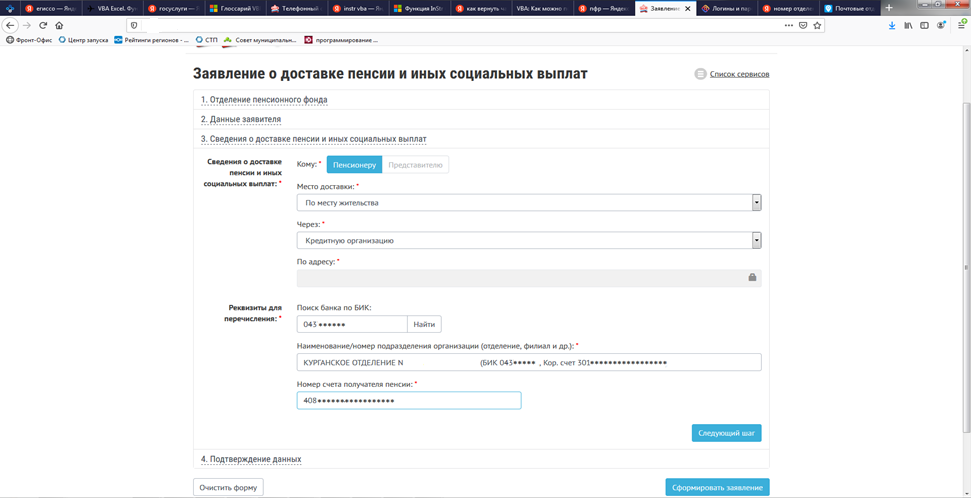 егиссо — Янд
VBA Excel. Фун
госуслуги — Я
Глоссарий VB
Телефонный с
instr vba — Ян
Функция InStr
как вернуть ч
VBA: Как можно п
пфр — Яндекс
Заявление
Логины и пар
номер отделен
Почтовые отд
Фронт-Офис Центр запуска Рейтинги регионов - ... СТП Совет муниципальн... программирование ...
Заявление о доставке пенсии и иных социальных выплат
Список сервисов
1. Отделение пенсионного фонда
2. Данные заявителя
3. Сведения о доставке пенсии и иных социальных выплат
Сведения о доставке
пенсии и иных
социальных выплат: *
Кому: * Пенсионеру Представителю
Место доставки: *
По месту жительства
Через: *
Кредитную организацию
По адресу: *
Реквизиты для
перечисления: *
Поиск банка по БИК:
043 ****** Найти
Наименование/номер подразделения организации (отделение, филиал и др.): *
КУРГАНСКОЕ ОТДЕЛЕНИЕ N (БИК 043***** , Кор. счет 301*****************
Номер счета получателя пенсии: *
408*****************
Следующий шаг
4. Подтверждение данных
Очистить форму
Сформировать заявление